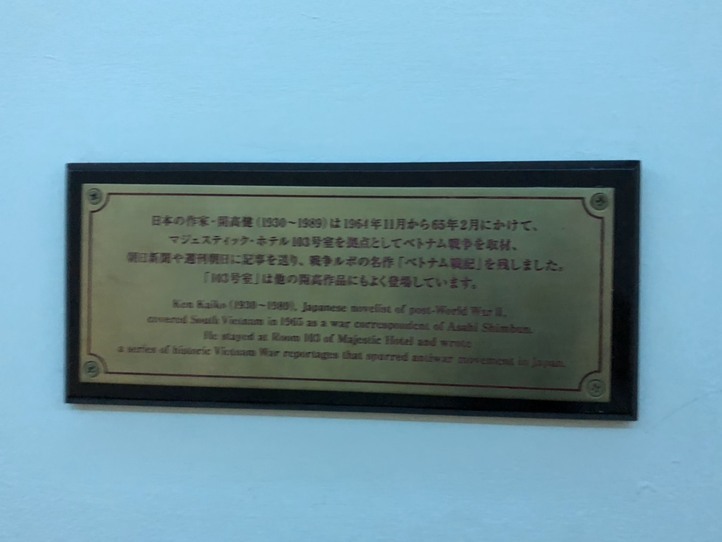 日本の作家・開高健(1930～1989)は1964年11月から65年2月にかけて、
マジェスティック・ホテル103号室を拠点としてベトナム戦争を取材、
朝日新聞や週刊朝日に記事を送り、戦争ルポの名作「ベトナム戦記」を残しました。
「103号室」は他の開高作品にもよく登場しています。
Ken Kaiko (1930～1989), Japanese novelist of post-World War II,
covered South Vietnam in 1965 as a war correspondent of Asahi Shimbun.
He stayed at Room 103 of Majestic Hotel and wrote
a series of historic Vietnam War reportages that spurred antiwar movement in Japan.